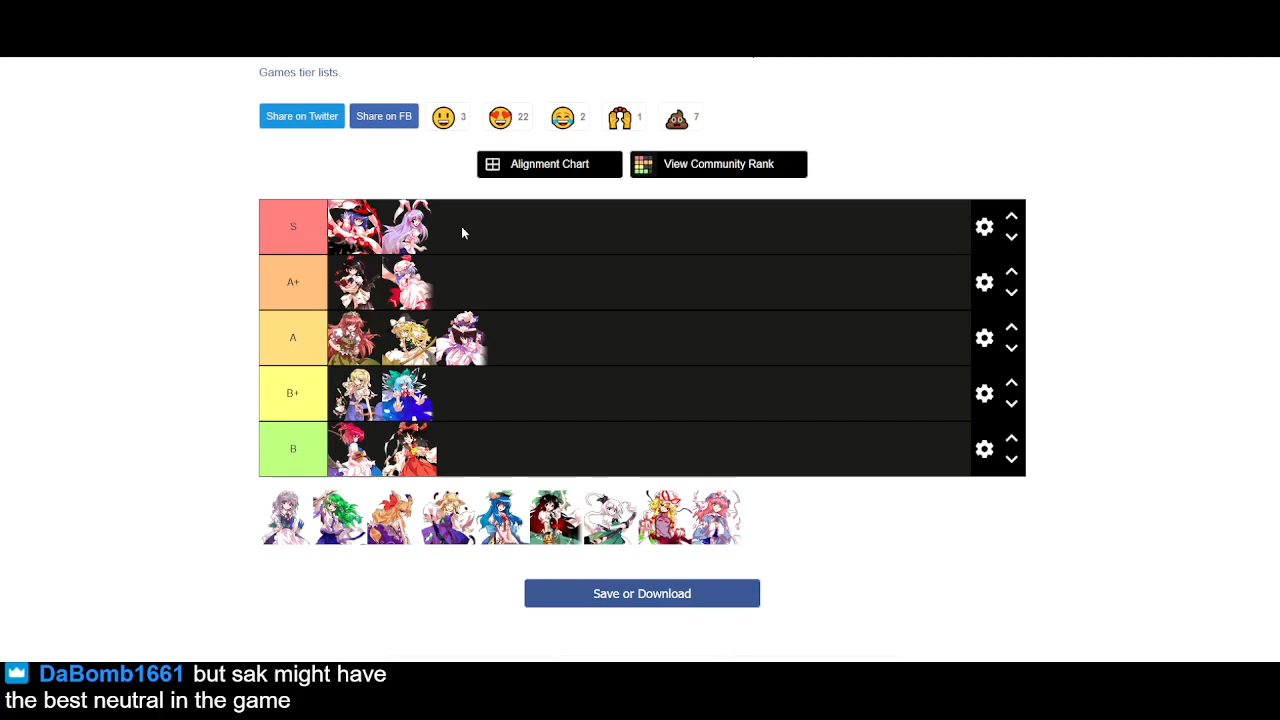 Games tier lists.
Share on Twitter
Share on FB
3
22
2
1
7
Alignment Chart
View Community Rank
S
A+
A
B+
B
Save or Download
DaBomb1661 but sak might have
the best neutral in the game